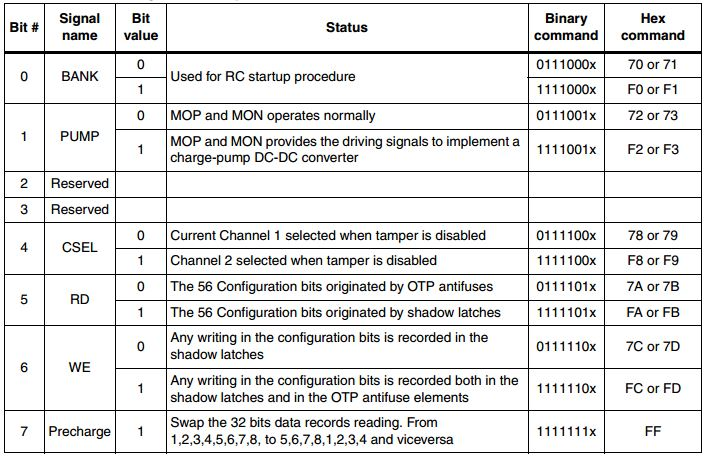 Bit # Signal name Bit value Status Binary command Hex command
0 BANK 0 Used for RC startup procedure 0111000x 70 or 71
1 1111000x F0 or F1
1 PUMP 0 MOP and MON operates normally 0111001x 72 or 73
1 MOP and MON provides the driving signals to implement a
charge-pump DC-DC converter 1111001x F2 or F3
2 Reserved
3 Reserved
4 CSEL 0 Current Channel 1 selected when tamper is disabled 0111100x 78 or 79
1 Channel 2 selected when tamper is disabled 1111100x F8 or F9
5 RD 0 The 56 Configuration bits originated by OTP antifuses 0111101x 7A or 7B
1 The 56 Configuration bits originated by shadow latches 1111101x FA or FB
6 WE 0 Any writing in the configuration bits is recorded in the
shadow latches 0111110x 7C or 7D
1 Any writing in the configuration bits is recorded both in the
shadow latches and in the OTP antifuse elements 1111110x FC or FD
7 Precharge 1 Swap the 32 bits data records reading. From
1,2,3,4,5,6,7,8, to 5,6,7,8,1,2,3,4 and viceversa 1111111x FF